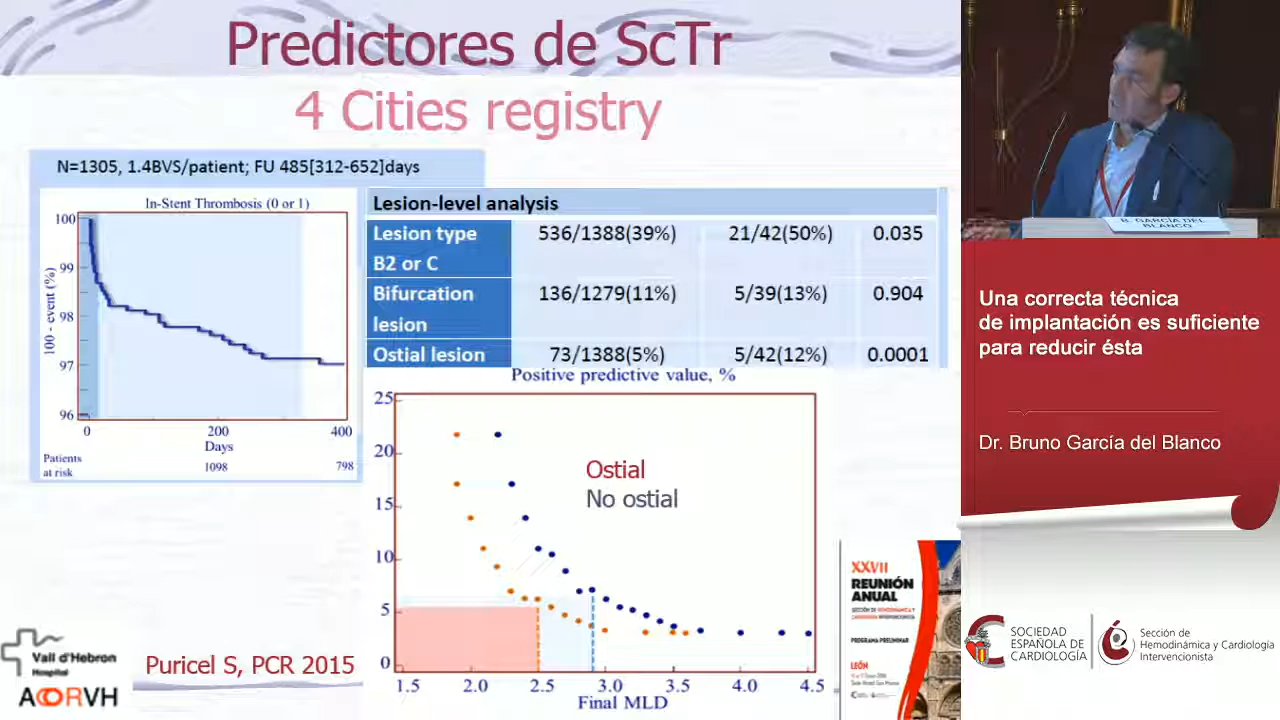 Predictores de ScTr
4 Cities registry
N=1305, 1.4BVS/patient; FU 485[312-652]days
In-Stent Thrombosis (0 or 1)
100
99
98
97
96
100 - event (%)
0
200
400
Days
Patients
at risk
1098
798
Lesion-level analysis
Lesion type
B2 or C
536/1388(39%)
21/42(50%)
0.035
Bifurcation
lesion
136/1279(11%)
5/39(13%)
0.904
Ostial lesion
73/1388(5%)
5/42(12%)
0.0001
Positive predictive value, %
25
20
15
10
5
0
Ostial
No ostial
1.5
2.0
2.5
3.0
3.5
4.0
4.5
Final MLD
Vall d'Hebron
Hospital
ACORVH
Puricel S, PCR 2015
XXVII
REUNIÓN
ANUAL
SECCIÓN DE HEMODINÁMICA Y
CARDIOLOGÍA INTERVENCIONISTA
PROGRAMA PRELIMINAR
LEÓN
B. GARCÍA DEL
BLANCO
Una correcta técnica
de implantación es suficiente
para reducir ésta
Dr. Bruno García del Blanco
SOCIEDAD
ESPAÑOLA DE
CARDIOLOGÍA
Sección de
Hemodinámica y Cardiología
Intervencionista